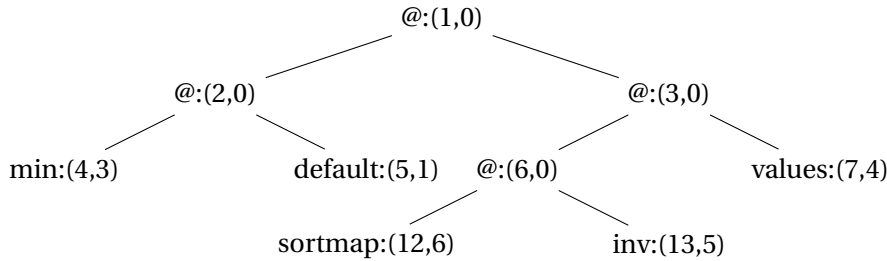 @:(1,0)
@:(2,0) @:(3,0)
min:(4,3) default:(5,1) @:(6,0) values:(7,4)
sortmap:(12,6) inv:(13,5)